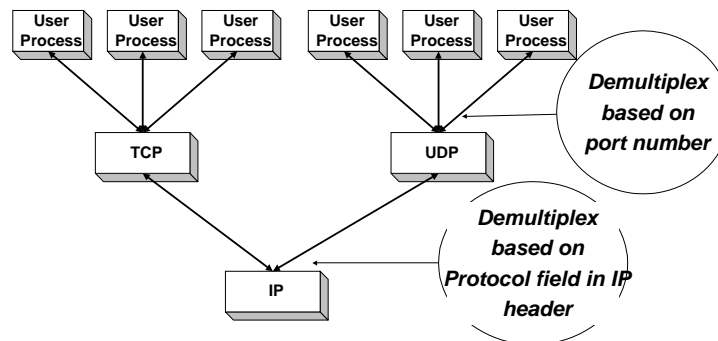 User
Process
User
Process
User
Process
User
Process
User
Process
User
Process
Demultiplex
based on
port number
TCP
UDP
Demultiplex
based on
Protocol field in IP
header
IP